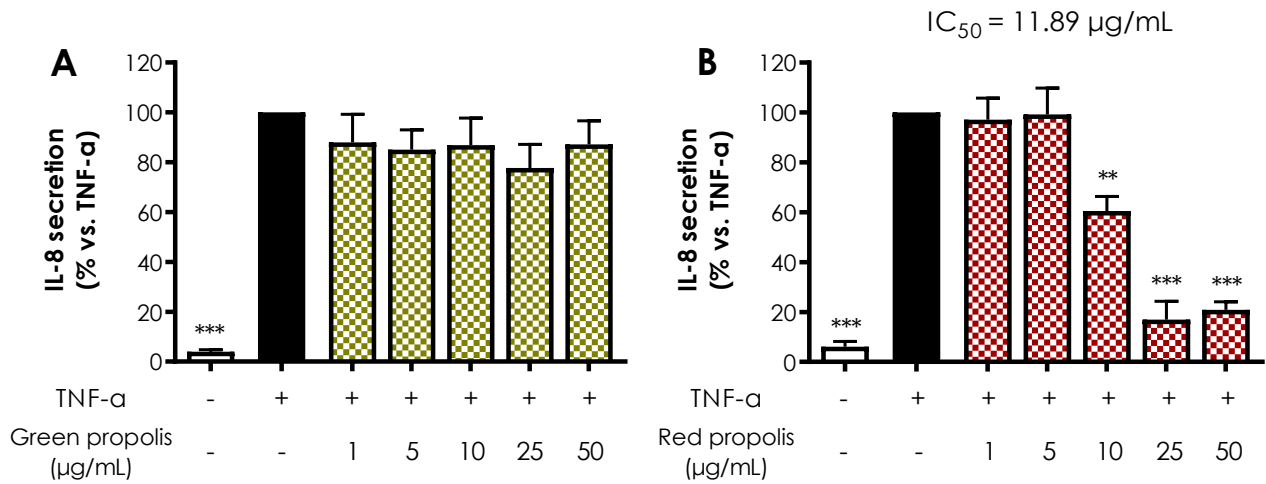 IC50 = 11.89 µg/mL
A
IL-8 secretion
(% vs. TNF-α)
120
100
80
60
40
20
0
***
TNF-α - + + + + + +
Green propolis
(µg/mL) - - 1 5 10 25 50
B
IL-8 secretion
(% vs. TNF-α)
120
100
80
60
40
20
0
***
**
***
***
TNF-α - + + + + + +
Red propolis
(µg/mL) - - 1 5 10 25 50